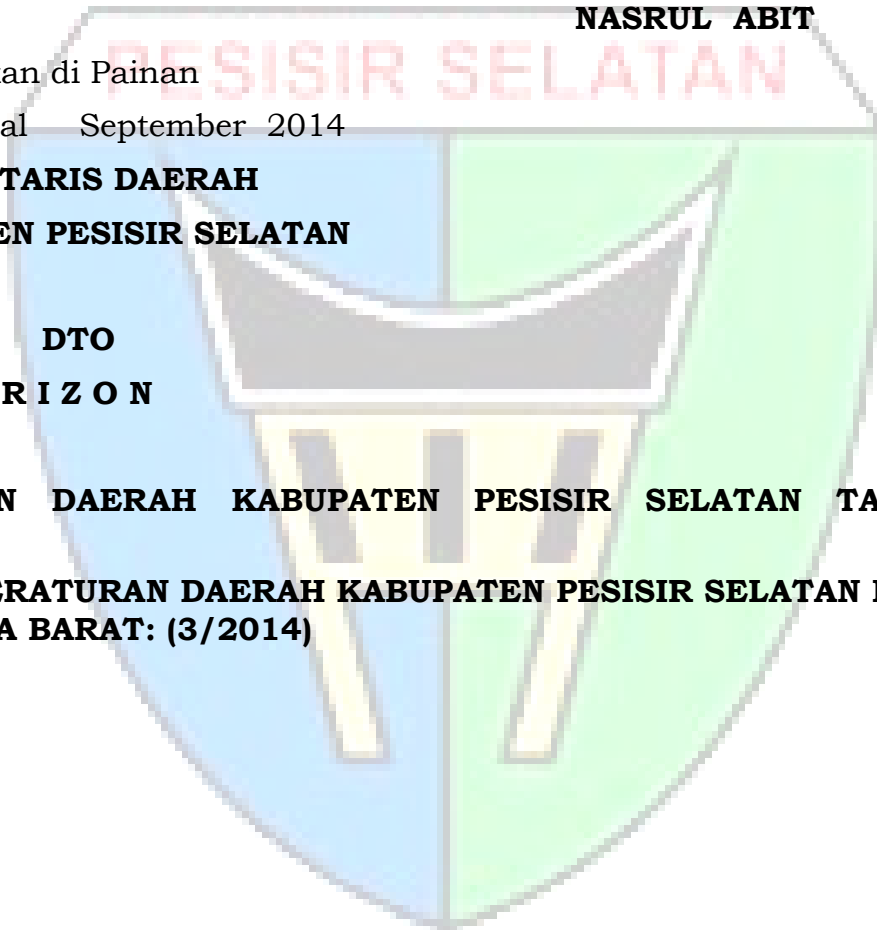 NASRUL ABIT
PESISIR SELATAN
kan di Painan
al September 2014
TARIS DAERAH
EN PESISIR SELATAN
DTO
R I Z O N
N DAERAH KABUPATEN PESISIR SELATAN TA
ERATURAN DAERAH KABUPATEN PESISIR SELATAN
A BARAT: (3/2014)